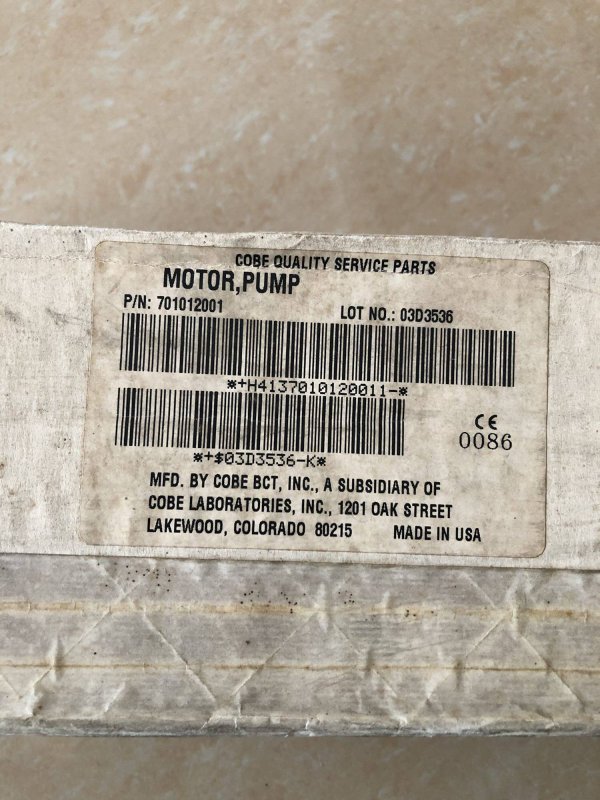 COBE QUALITY SERVICE PARTS
MOTOR,PUMP
P/N: 701012001 LOT NO.: 03D3536
*+H4137010120011-*
*+$03D3536-K*
CE
0086
MFD. BY COBE BCT, INC., A SUBSIDIARY OF
COBE LABORATORIES, INC., 1201 OAK STREET
LAKEWOOD, COLORADO 80215 MADE IN USA